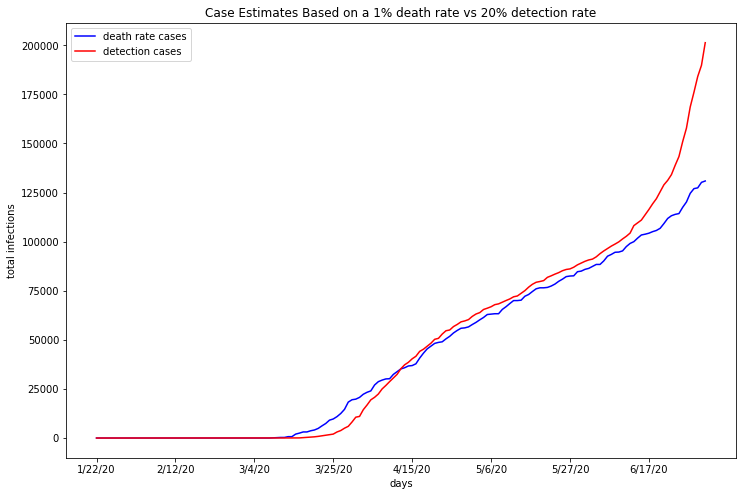 Case Estimates Based on a 1% death rate vs 20% detection rate
death rate cases
detection cases
200000
175000
150000
125000
100000
75000
50000
25000
0
total infections
1/22/20 2/12/20 3/4/20 3/25/20 4/15/20 5/6/20 5/27/20 6/17/20
days